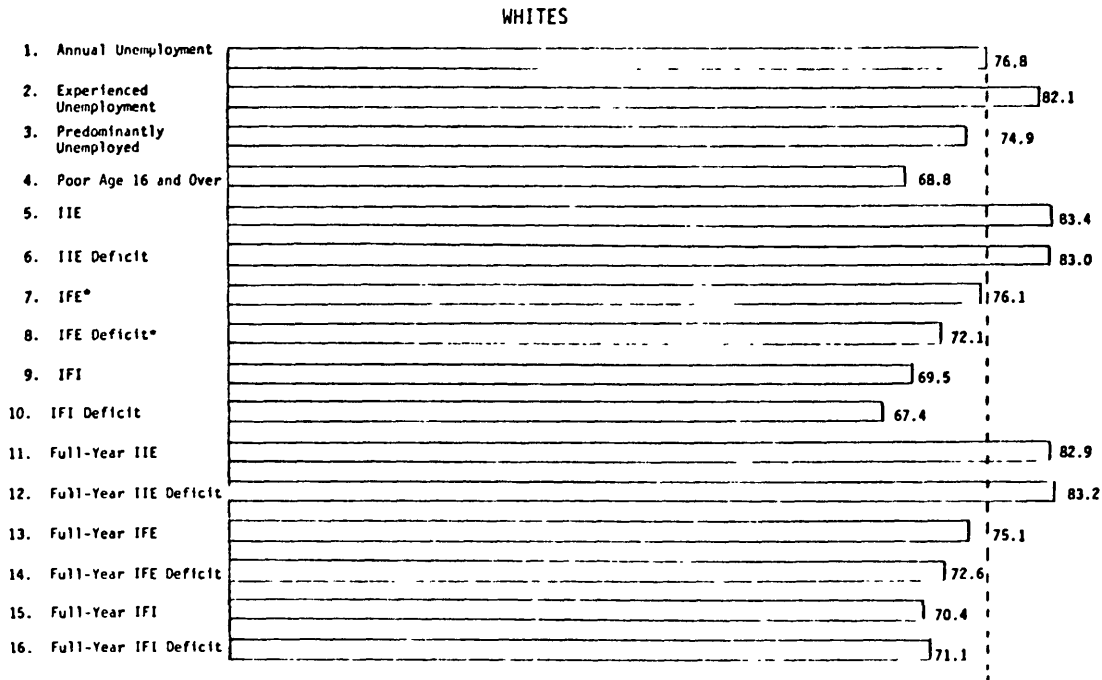 WHITES
1. Annual Unemployment 76.8
2. Experienced
Unemployment 82.1
3. Predominantly
Unemployed 74.9
4. Poor Age 16 and Over 68.8
5. IIE 83.4
6. IIE Deficit 83.0
7. IFE* 76.1
8. IFE Deficit* 72.1
9. IFI 69.5
10. IFI Deficit 67.4
11. Full-Year IIE 82.9
12. Full-Year IIE Deficit 83.2
13. Full-Year IFE 75.1
14. Full-Year IFE Deficit 72.6
15. Full-Year IFI 70.4
16. Full-Year IFI Deficit 71.1